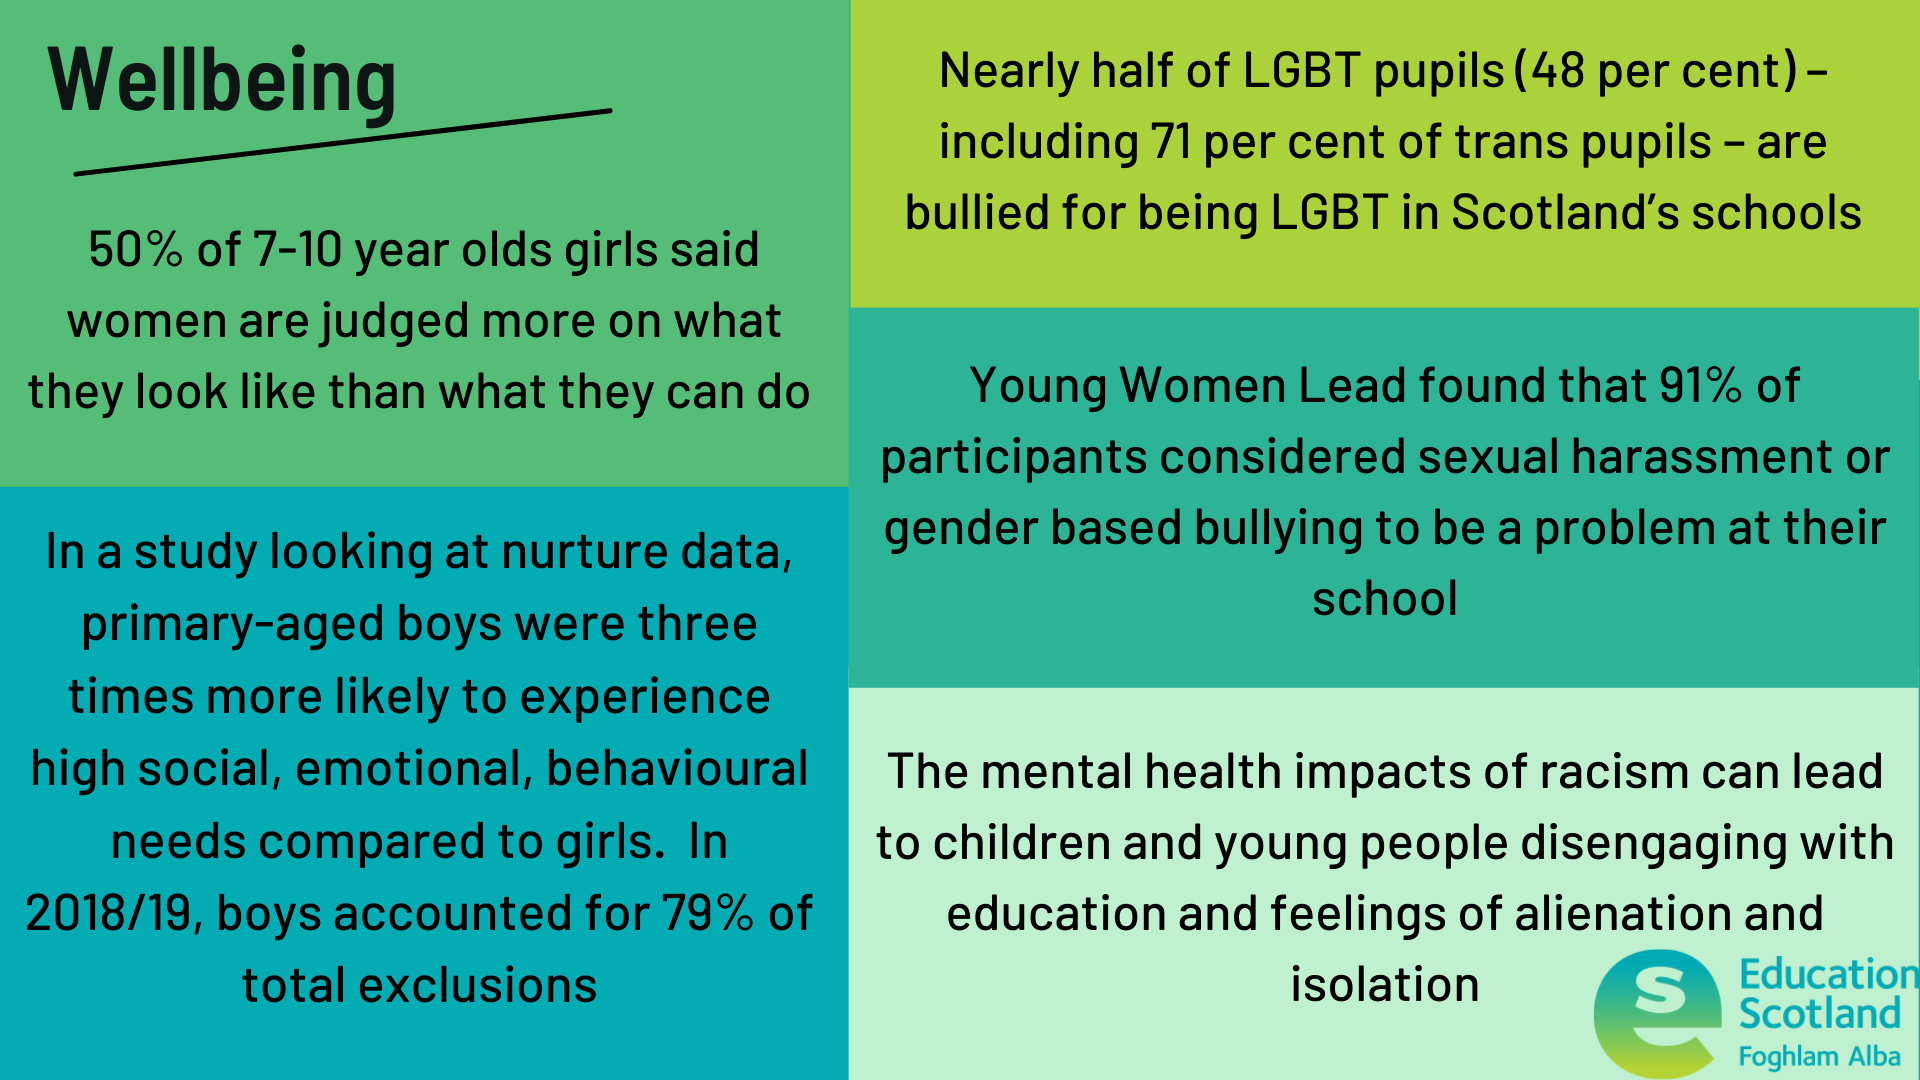 Wellbeing
50% of 7-10 year olds girls said
women are judged more on what
they look like than what they can do
In a study looking at nurture data,
primary-aged boys were three
times more likely to experience
high social, emotional, behavioural
needs compared to girls.  In
2018/19, boys accounted for 79% of
total exclusions
Nearly half of LGBT pupils (48 per cent) –
including 71 per cent of trans pupils – are
bullied for being LGBT in Scotland’s schools
Young Women Lead found that 91% of
participants considered sexual harassment or
gender based bullying to be a problem at their
school
The mental health impacts of racism can lead
to children and young people disengaging with
education and feelings of alienation and
isolation
Education
Scotland
Foghlam Alba